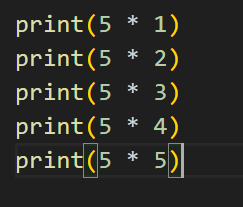 print(5 * 1)
print(5 * 2)
print(5 * 3)
print(5 * 4)
print(5 * 5)